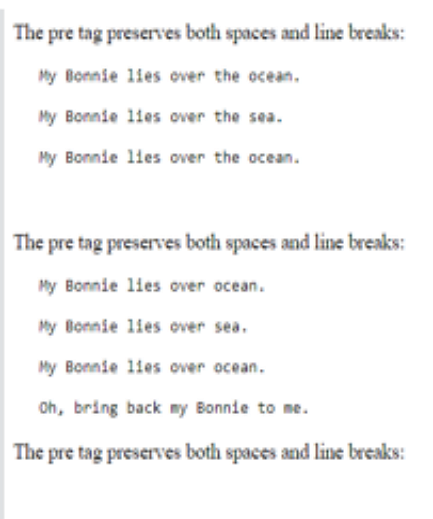 The pre tag preserves both spaces and line breaks:
My Bonnie lies over the ocean.
My Bonnie lies over the sea.
My Bonnie lies over the ocean.
The pre tag preserves both spaces and line breaks:
My Bonnie lies over ocean.
My Bonnie lies over sea.
My Bonnie lies over ocean.
Oh, bring back my Bonnie to me.
The pre tag preserves both spaces and line breaks: